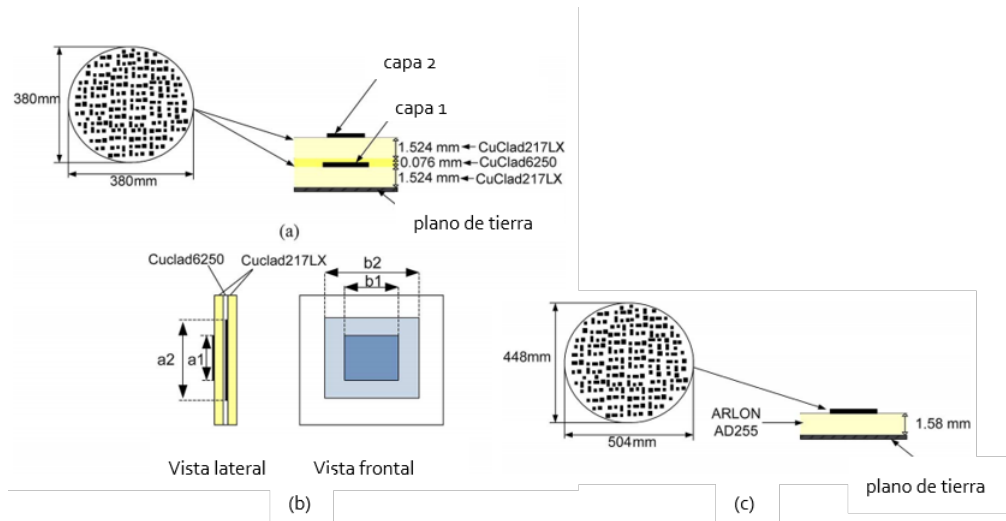 capa 2
capa 1
380mm
380mm
1.524 mm CuClad217LX
0.076 mm CuClad6250
1.524 mm CuClad217LX
plano de tierra
(a)
Cuclad6250 Cuclad217LX
b2
b1
a2 a1
Vista lateral Vista frontal
(b)
448mm
504mm
ARLON
AD255
1.58 mm
plano de tierra
(c)